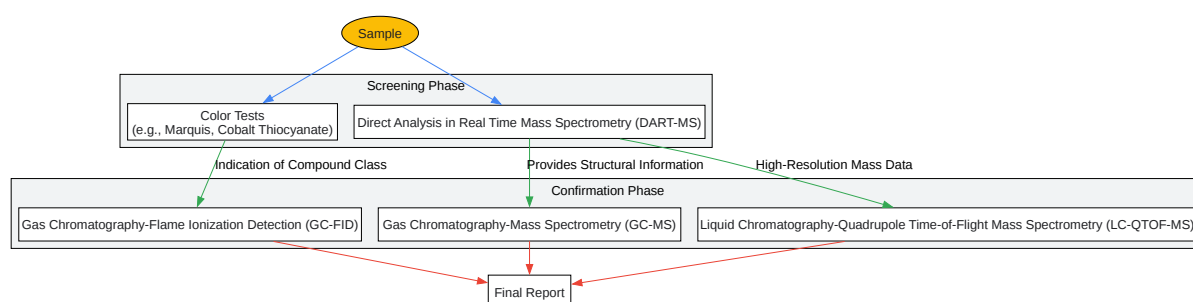 Sample
Screening Phase
Color Tests
(e.g., Marquis, Cobalt Thiocyanate)
Direct Analysis in Real Time Mass Spectrometry (DART-MS)
Indication of Compound Class
Provides Structural Information
High-Resolution Mass Data
Confirmation Phase
Gas Chromatography-Flame Ionization Detection (GC-FID)
Gas Chromatography-Mass Spectrometry (GC-MS)
Liquid Chromatography-Quadrupole Time-of-Flight Mass Spectrometry (LC-QTOF-MS)
Final Report